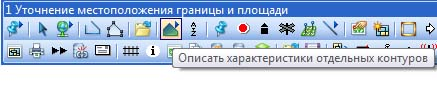 1 Уточнение местоположения границы и площади
Описать характеристики отдельных контуров